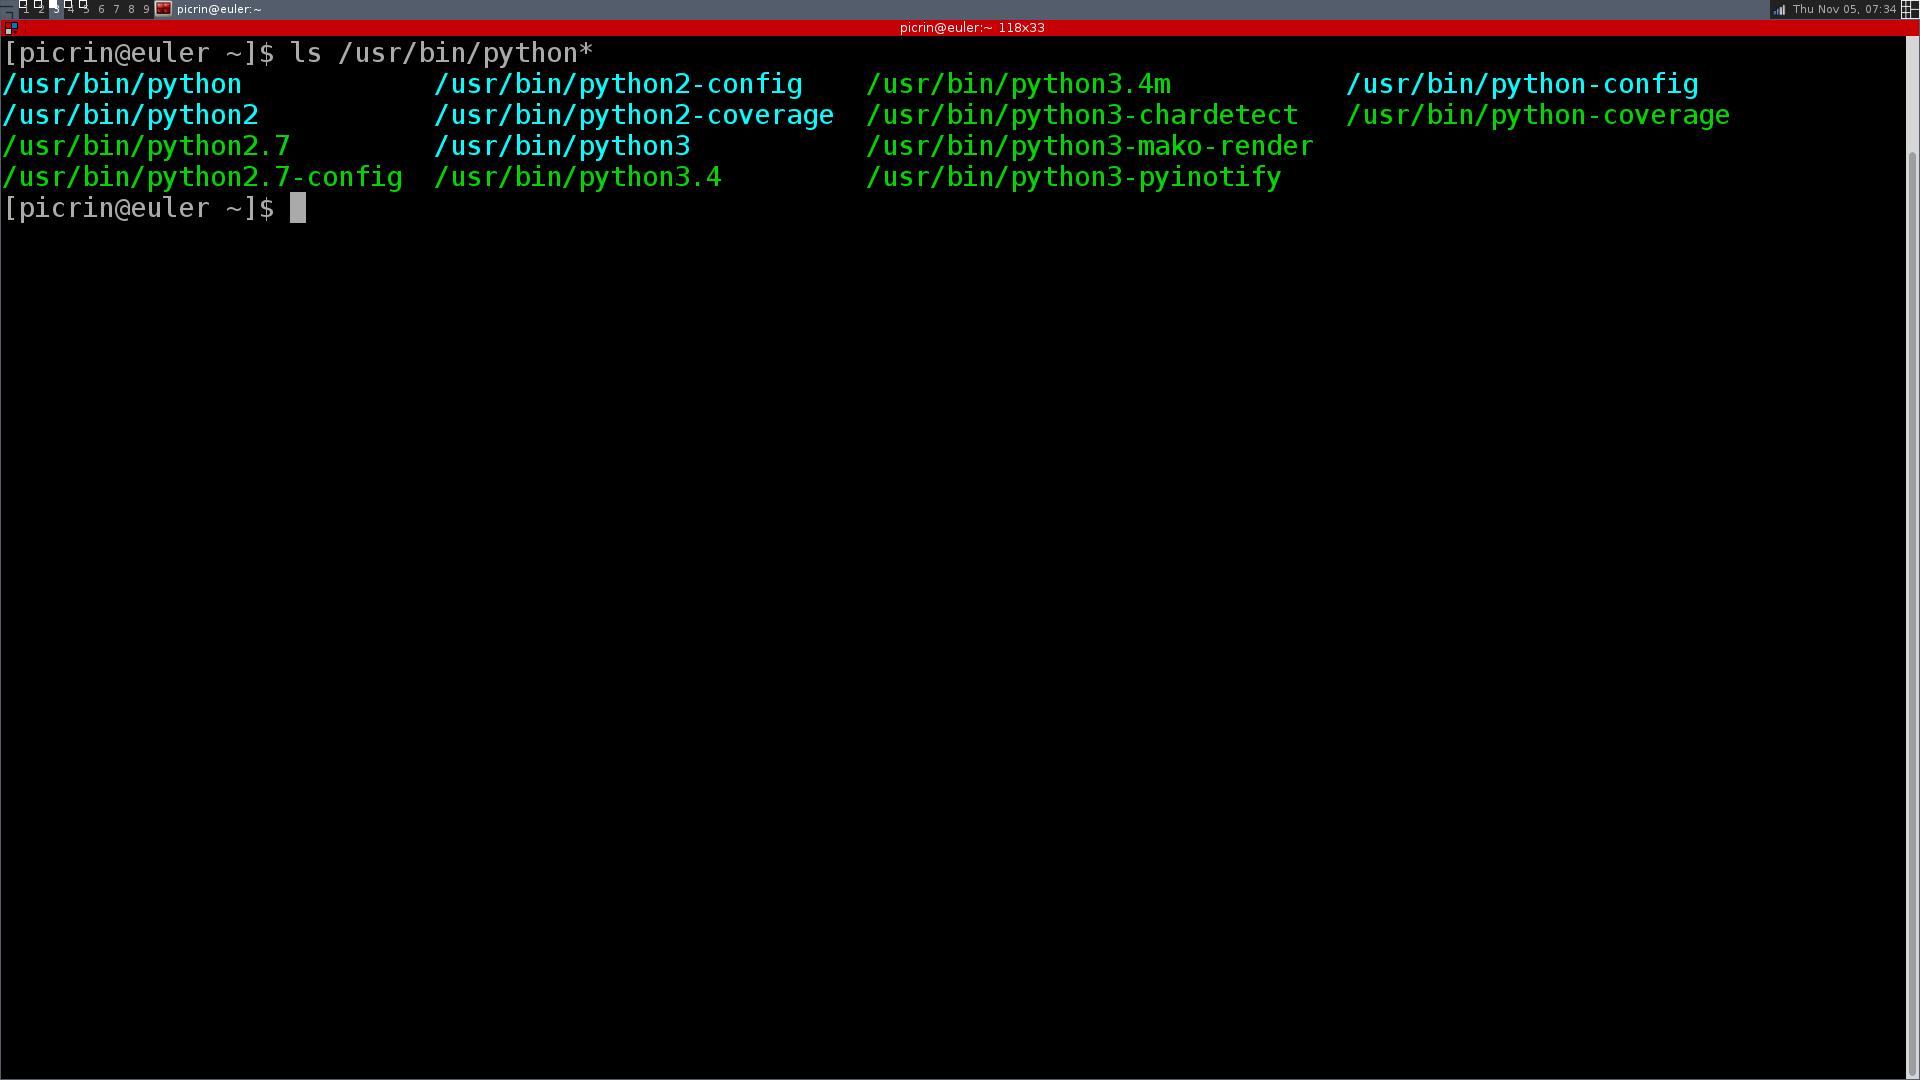 1 2 3 4 5 6 7 8 9 picrin@euler:~ Thu Nov 05, 07:34
picrin@euler:~ 118x33
[picrin@euler ~]$ ls /usr/bin/python*
/usr/bin/python /usr/bin/python2-config /usr/bin/python3.4m /usr/bin/python-config
/usr/bin/python2 /usr/bin/python2-coverage /usr/bin/python3-chardetect /usr/bin/python-coverage
/usr/bin/python2.7 /usr/bin/python3 /usr/bin/python3-mako-render
/usr/bin/python2.7-config /usr/bin/python3.4 /usr/bin/python3-pyinotify
[picrin@euler ~]$